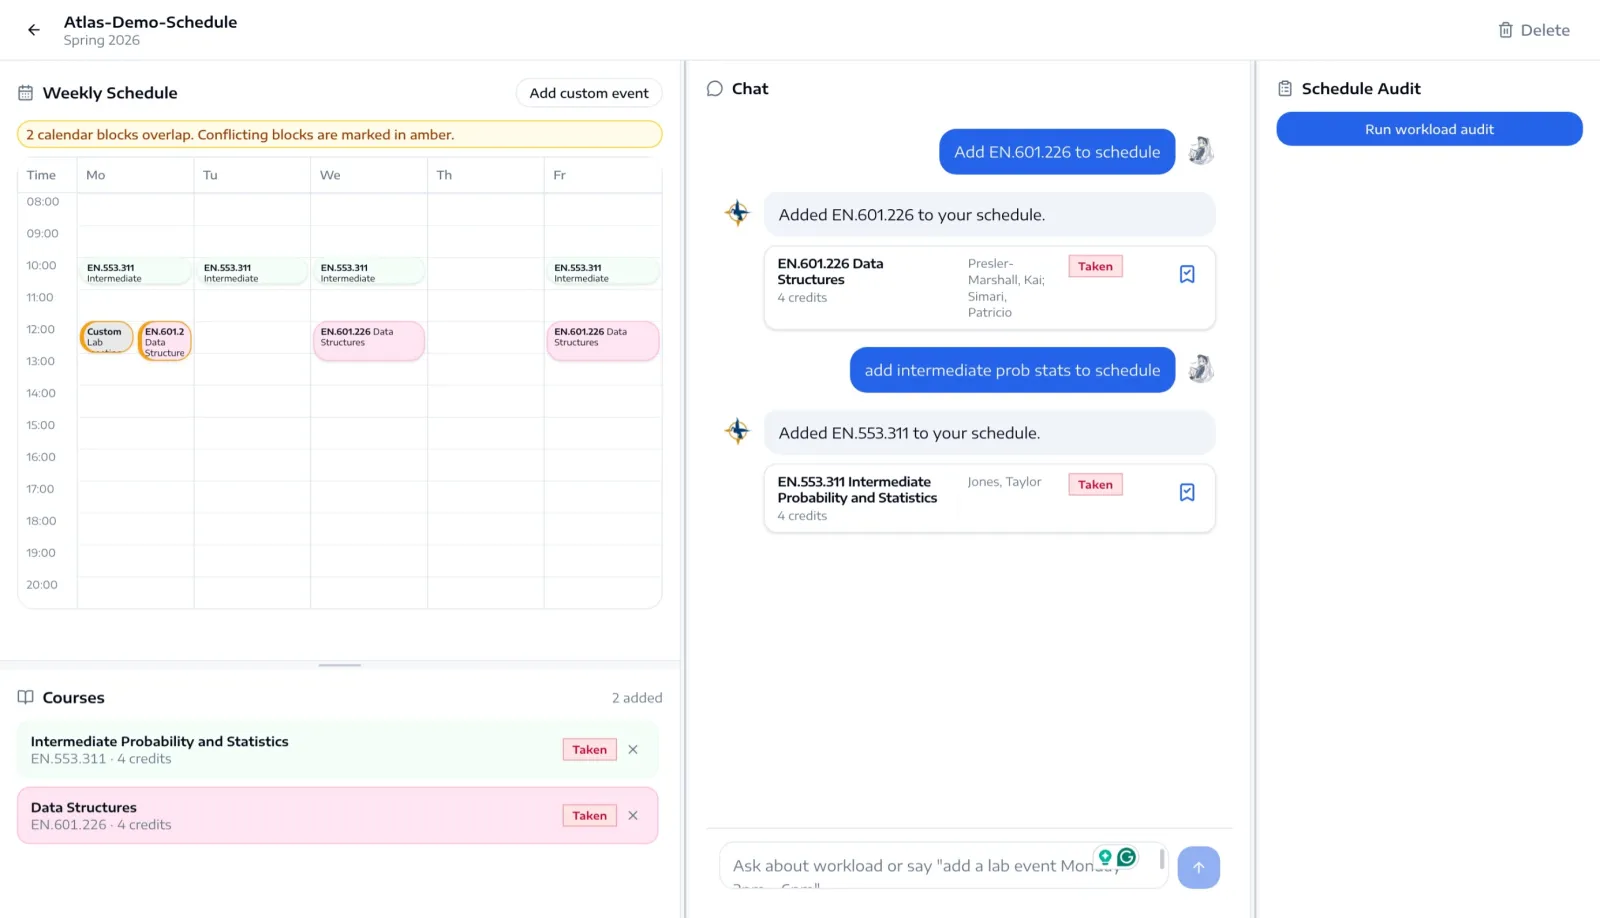 Atlas-Demo-Schedule
Spring 2026
Delete
Weekly Schedule
Add custom event
2 calendar blocks overlap. Conflicting blocks are marked in amber.
Time Mo Tu We Th Fr
08:00
09:00
10:00
EN.553.311
Intermediate
EN.553.311
Intermediate
EN.553.311
Intermediate
EN.553.311
Intermediate
11:00
12:00
Custom
Lab
EN.601.2
Data
Structure
EN.601.226 Data
Structures
EN.601.226 Data
Structures
13:00
14:00
15:00
16:00
17:00
18:00
19:00
20:00
Courses
2 added
Intermediate Probability and Statistics
EN.553.311 · 4 credits
Taken
Data Structures
EN.601.226 · 4 credits
Taken
Chat
Add EN.601.226 to schedule
Added EN.601.226 to your schedule.
EN.601.226 Data
Structures
4 credits
Presler-
Marshall, Kai;
Simari,
Patricio
Taken
add intermediate prob stats to schedule
Added EN.553.311 to your schedule.
EN.553.311 Intermediate
Probability and Statistics
4 credits
Jones, Taylor
Taken
Ask about workload or say "add a lab event Monday
Schedule Audit
Run workload audit